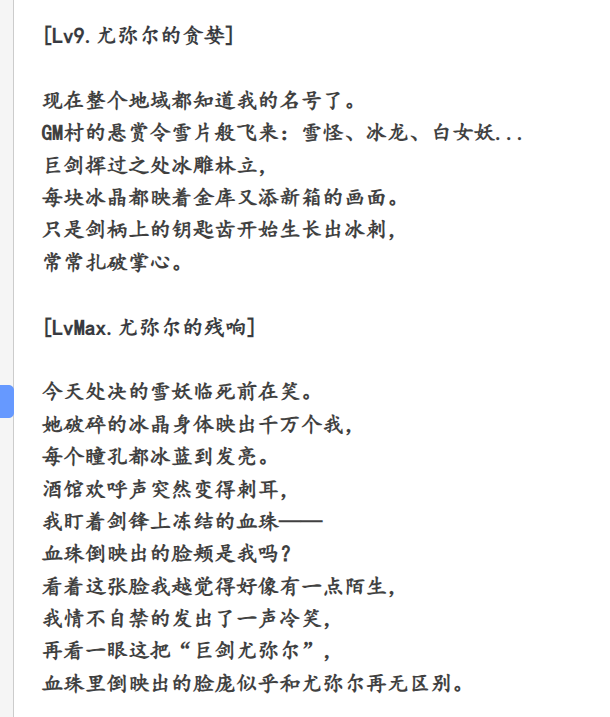 [Lv9.尤弥尔的贪婪]
现在整个地域都知道我的名号了。
GM村的悬赏令雪片般飞来：雪怪、冰龙、白女妖...
巨剑挥过之处冰雕林立，
每块冰晶都映着金库又添新箱的画面。
只是剑柄上的钥匙齿开始生长出冰刺，
常常扎破掌心。
[LvMax.尤弥尔的残响]
今天处决的雪妖临死前在笑。
她破碎的冰晶身体映出千万个我，
每个瞳孔都冰蓝到发亮。
酒馆欢呼声突然变得刺耳，
我盯着剑锋上冻结的血珠——
血珠倒映出的脸颊是我吗？
看着这张脸我越觉得好像有一点陌生，
我情不自禁的发出了一声冷笑，
再看一眼这把“巨剑尤弥尔”，
血珠里倒映出的脸庞似乎和尤弥尔再无区别。